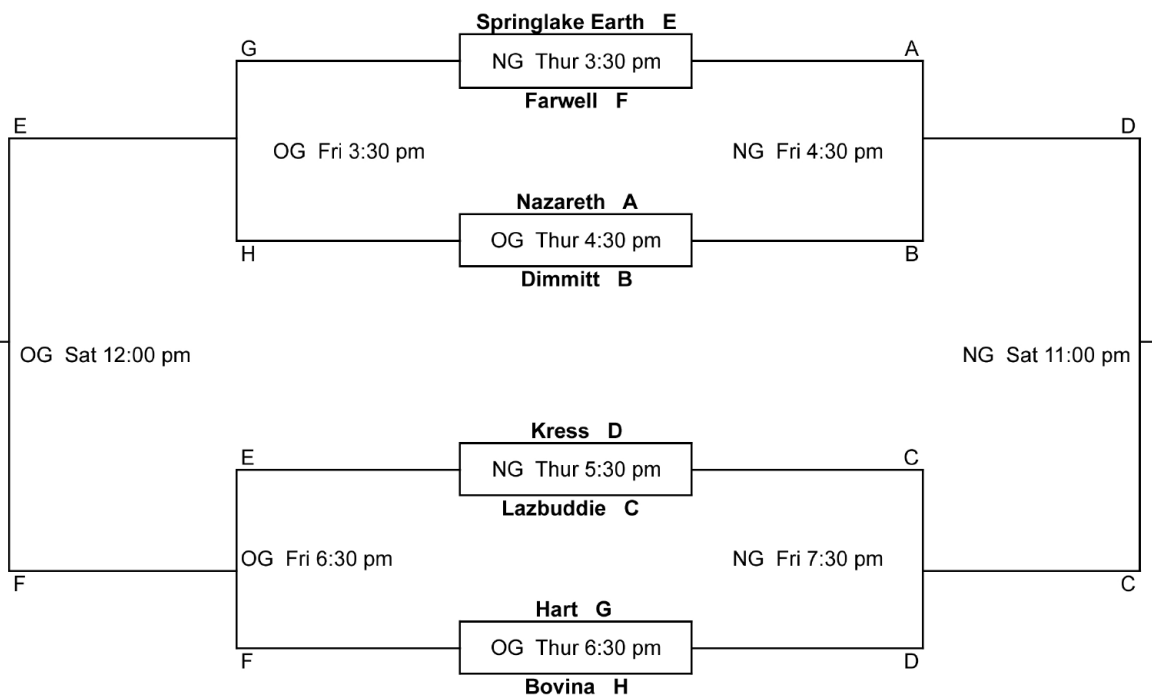 Springlake Earth E
G
NG Thur 3:30 pm
A
Farwell F
E
D
OG Fri 3:30 pm
NG Fri 4:30 pm
Nazareth A
OG Thur 4:30 pm
H
B
Dimmitt B
OG Sat 12:00 pm
NG Sat 11:00 pm
Kress D
E
NG Thur 5:30 pm
C
Lazbuddie C
OG Fri 6:30 pm
NG Fri 7:30 pm
F
C
Hart G
OG Thur 6:30 pm
F
D
Bovina H